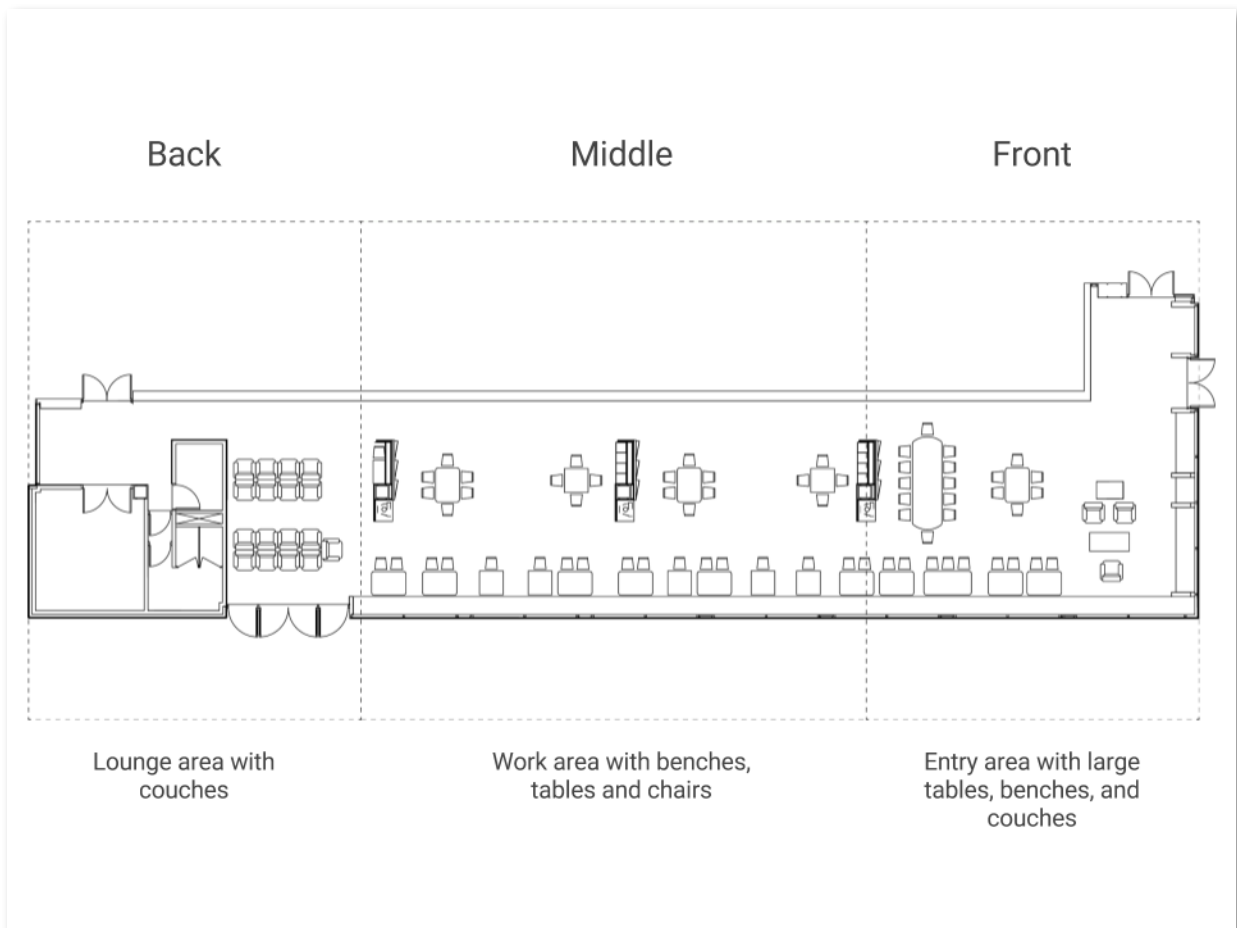 Back
Middle
Front
Lounge area with
couches
Work area with benches,
tables and chairs
Entry area with large
tables, benches, and
couches